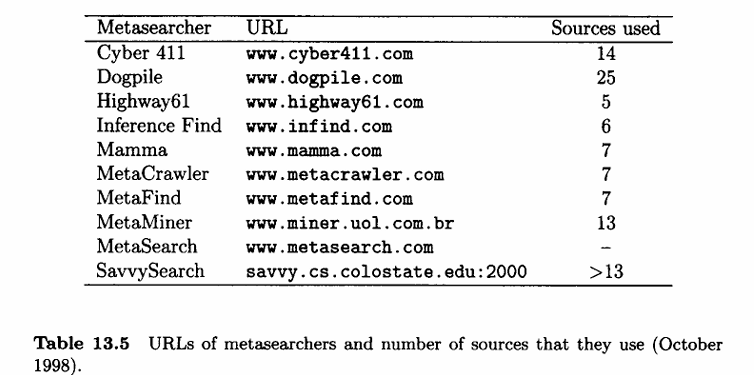 Metasearcher URL Sources used
Cyber 411 www.cyber411.com 14
Dogpile www.dogpile.com 25
Highway61 www.highway61.com 5
Inference Find www.infind.com 6
Mamma www.mamma.com 7
MetaCrawler www.metacrawler.com 7
MetaFind www.metafind.com 7
MetaMiner www.miner.uol.com.br 13
MetaSearch www.metasearch.com –
SavvySearch savvy.cs.colostate.edu:2000 >13
Table 13.5 URLs of metasearchers and number of sources that they use (October
1998).